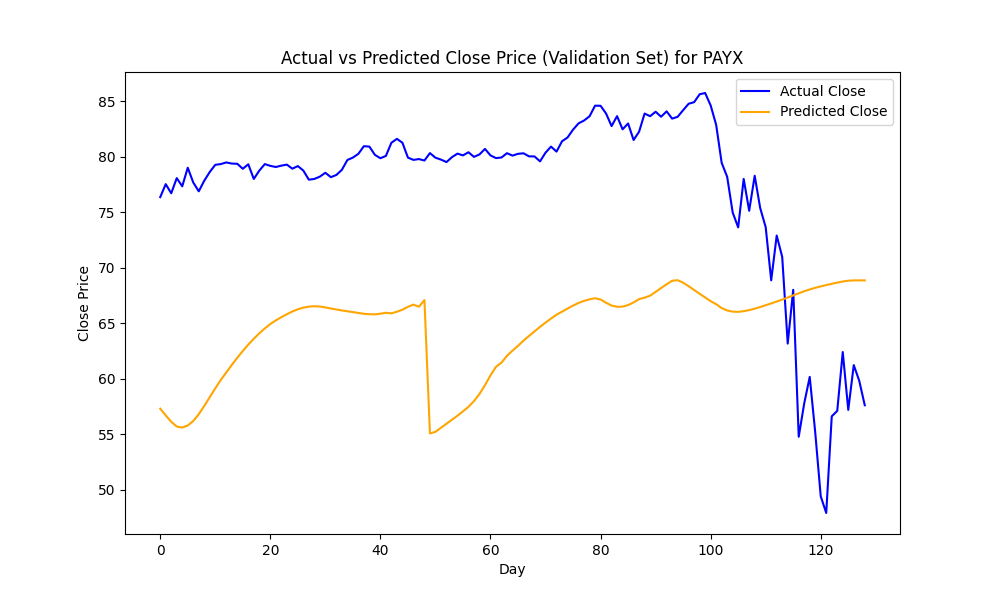 Actual vs Predicted Close Price (Validation Set) for PAYX
Actual Close
Predicted Close
Close Price
85
80
75
70
65
60
55
50
0 20 40 60 80 100 120
Day